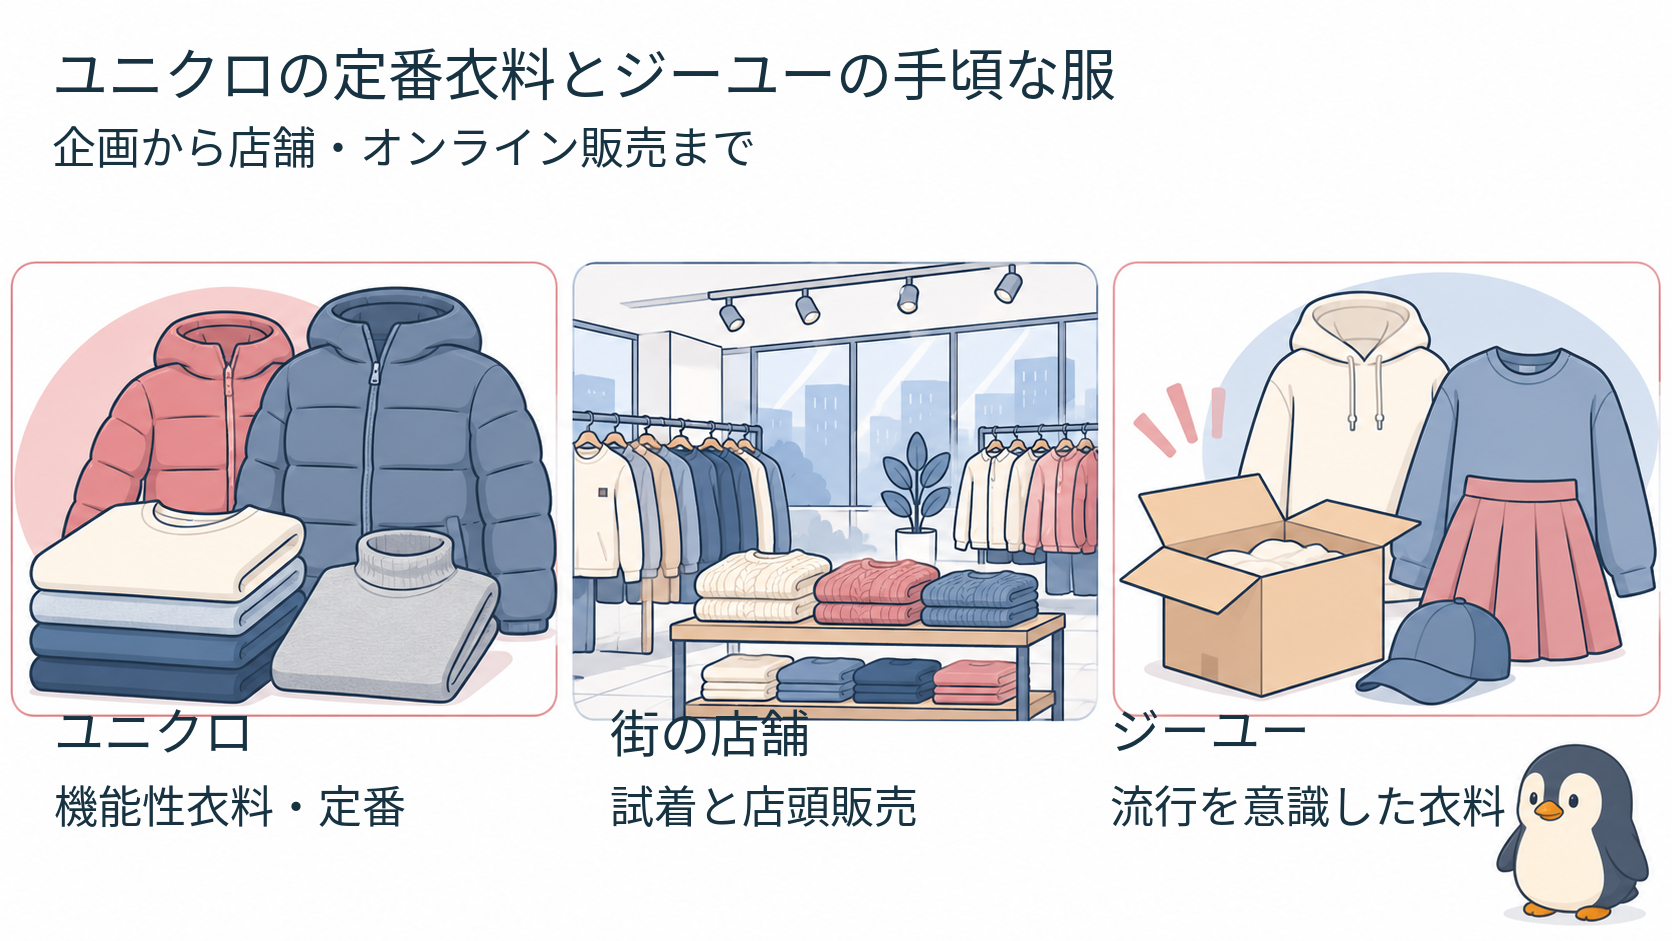 ユニクロの定番衣料とジーユーの手頃な服
企画から店舗・オンライン販売まで
ユニクロ
機能性衣料・定番
街の店舗
試着と店頭販売
ジーユー
流行を意識した衣料